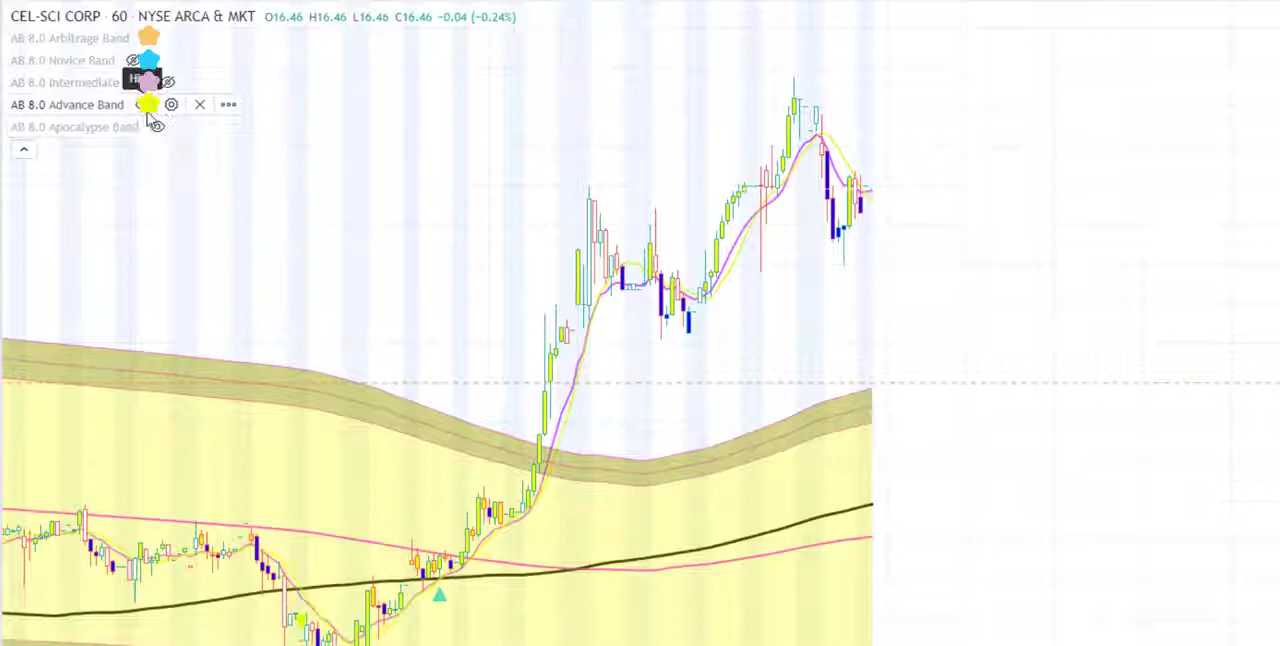 CEL-SCI CORP · 60 · NYSE ARCA & MKT O16.46 H16.46 L16.46 C16.46 −0.04 (−0.24%)
AB 8.0 Arbitrage Band
AB 8.0 Novice Band
AB 8.0 Intermediate
AB 8.0 Advance Band
AB 8.0 Apocalypse Band